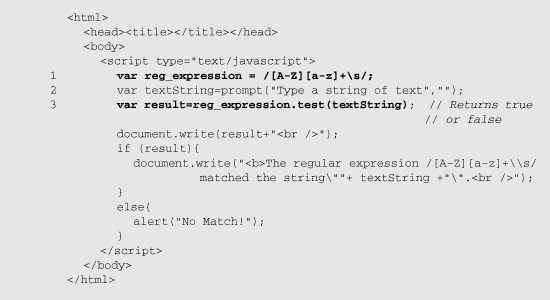 <html>
<head><title></title></head>
<body>
<script type="text/javascript">
1 var reg_expression = /[A-Z][a-z]+\s/;
2 var textString=prompt("Type a string of text","");
3 var result=reg_expression.test(textString); // Returns true
// or false
document.write(result+"<br />");
if (result){
document.write("<b>The regular expression /[A-Z][a-z]+\\s/
matched the string\""+ textString +"\".<br />");
}
else{
alert("No Match!");
}
</script>
</body>
</html>